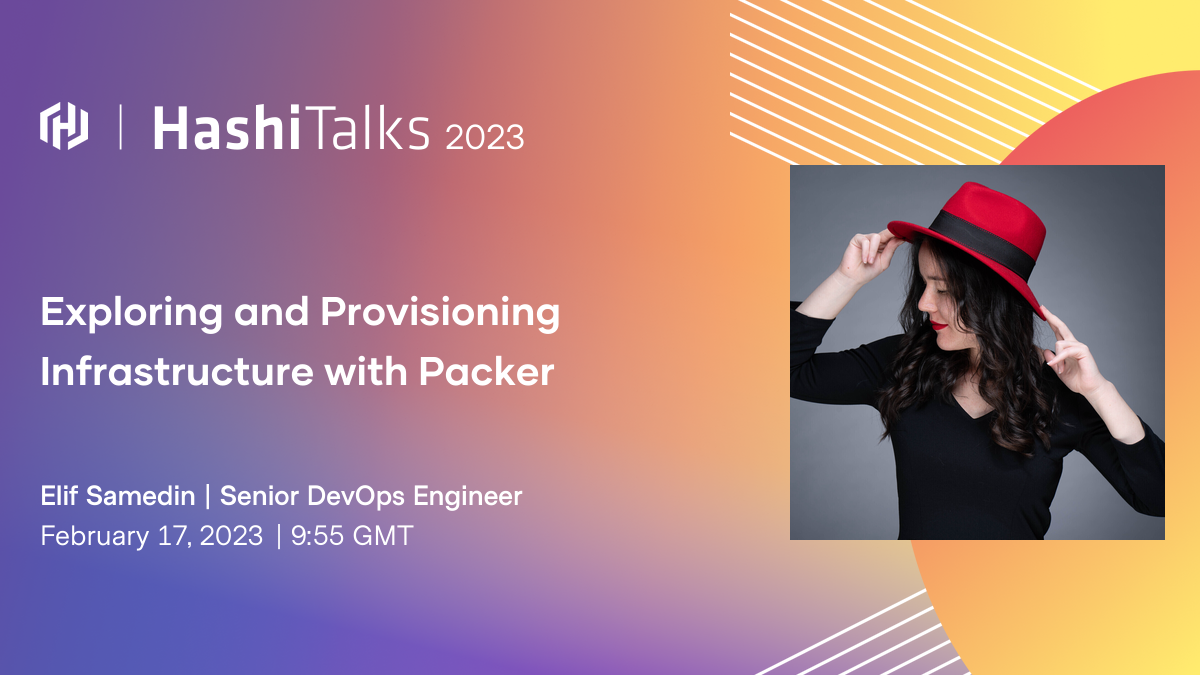 HashiTalks 2023
Exploring and Provisioning
Infrastructure with Packer
Elif Samedin | Senior DevOps Engineer
February 17, 2023 | 9:55 GMT